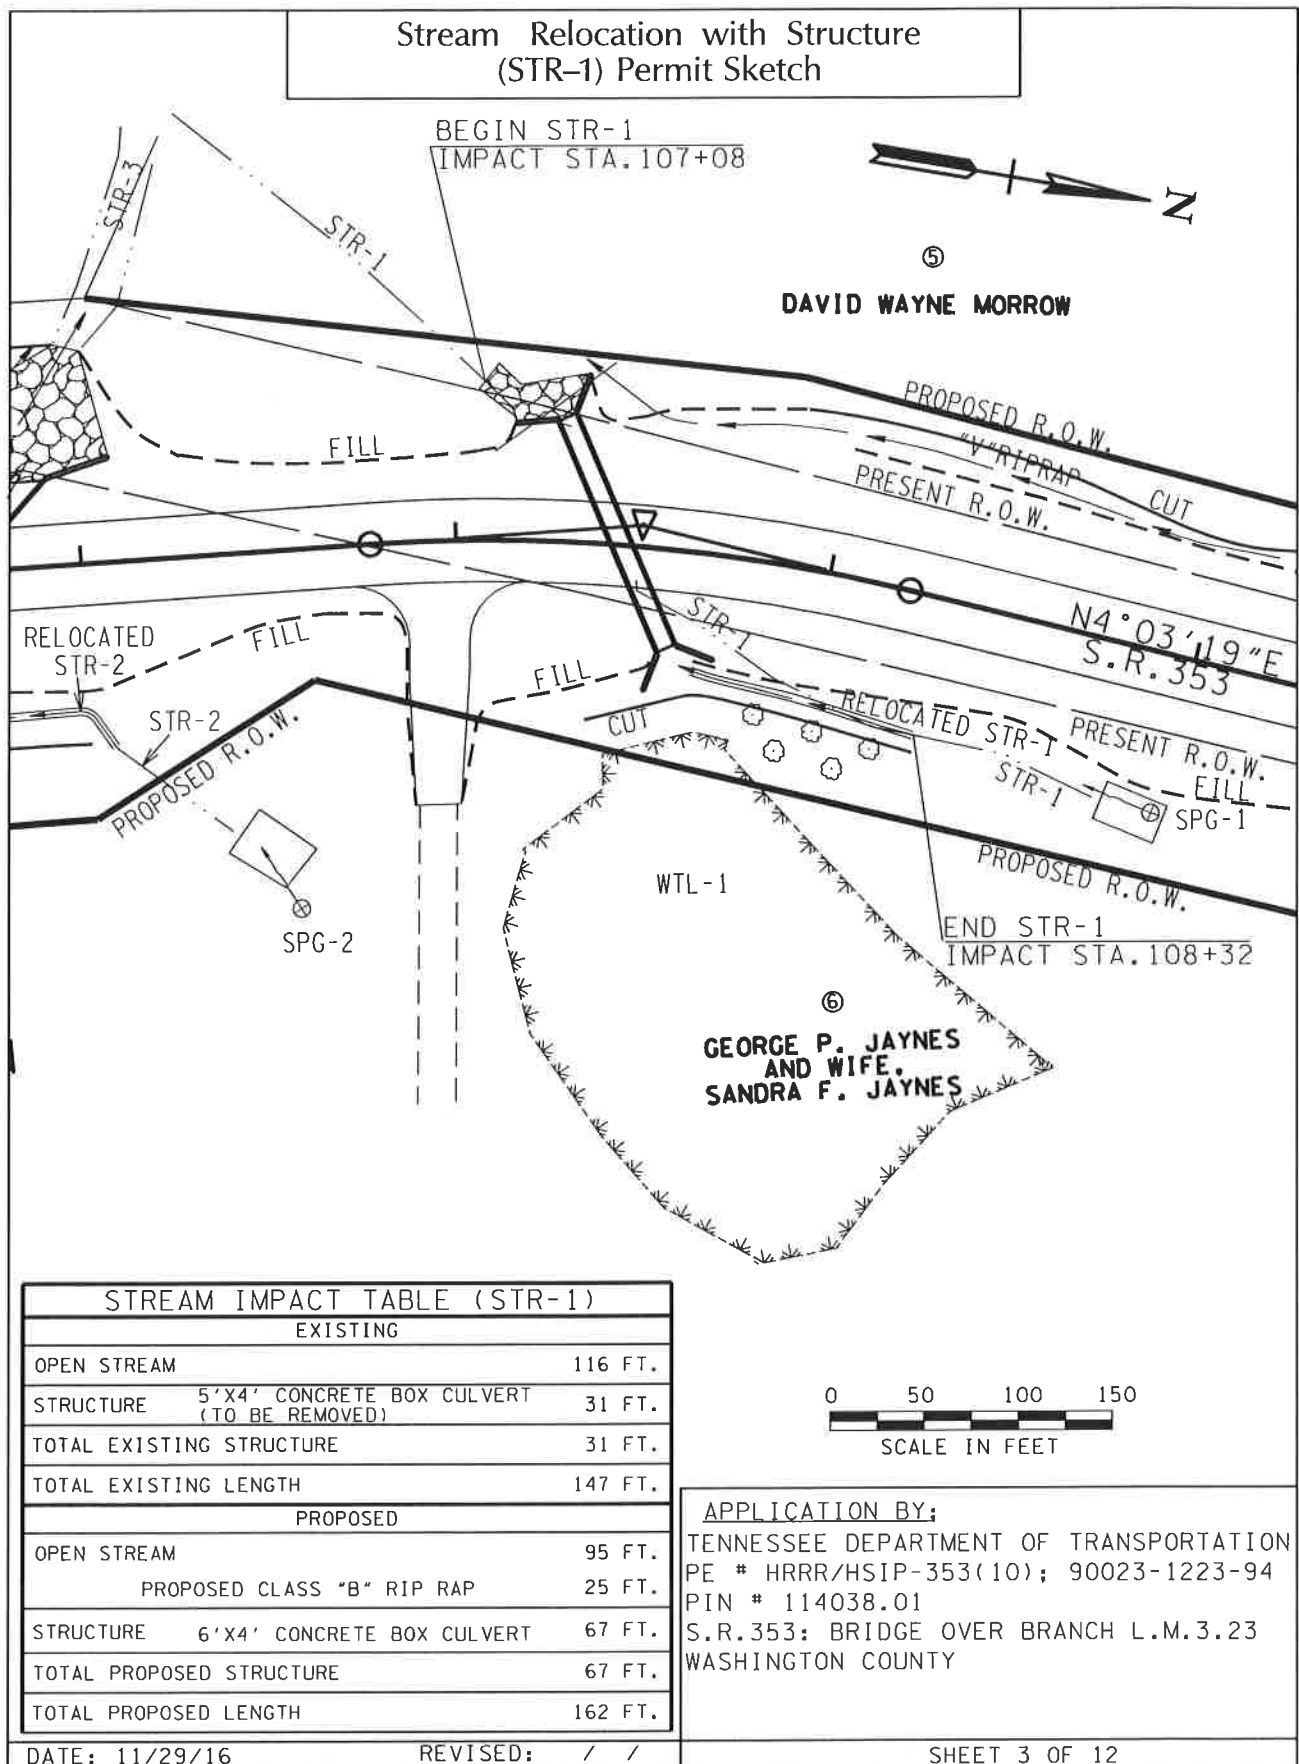 Stream Relocation with Structure
(STR-1) Permit Sketch
BEGIN STR-1
IMPACT STA.107+08
N
STR-3
STR-1
5
DAVID WAYNE MORROW
PROPOSED R.O.W.
"V"RIPRAP
CUT
PRESENT R.O.W.
FILL
N4°03'19"E
S.R.353
RELOCATED
STR-2
FILL
STR-1
FILL
STR-2
PROPOSED R.O.W.
CUT
RELOCATED STR-1
PRESENT R.O.W.
STR-1
FILL
SPG-1
PROPOSED R.O.W.
WTL-1
SPG-2
END STR-1
IMPACT STA.108+32
6
GEORGE P. JAYNES
AND WIFE.
SANDRA F. JAYNES
STREAM IMPACT TABLE (STR-1)
EXISTING
OPEN STREAM 116 FT.
STRUCTURE 5'X4' CONCRETE BOX CULVERT (TO BE REMOVED) 31 FT.
TOTAL EXISTING STRUCTURE 31 FT.
TOTAL EXISTING LENGTH 147 FT.
PROPOSED
OPEN STREAM 95 FT.
PROPOSED CLASS "B" RIP RAP 25 FT.
STRUCTURE 6'X4' CONCRETE BOX CULVERT 67 FT.
TOTAL PROPOSED STRUCTURE 67 FT.
TOTAL PROPOSED LENGTH 162 FT.
0 50 100 150
SCALE IN FEET
APPLICATION BY:
TENNESSEE DEPARTMENT OF TRANSPORTATION
PE # HRRR/HSIP-353(10); 90023-1223-94
PIN # 114038.01
S.R.353: BRIDGE OVER BRANCH L.M.3.23
WASHINGTON COUNTY
DATE: 11/29/16 REVISED: / /
SHEET 3 OF 12